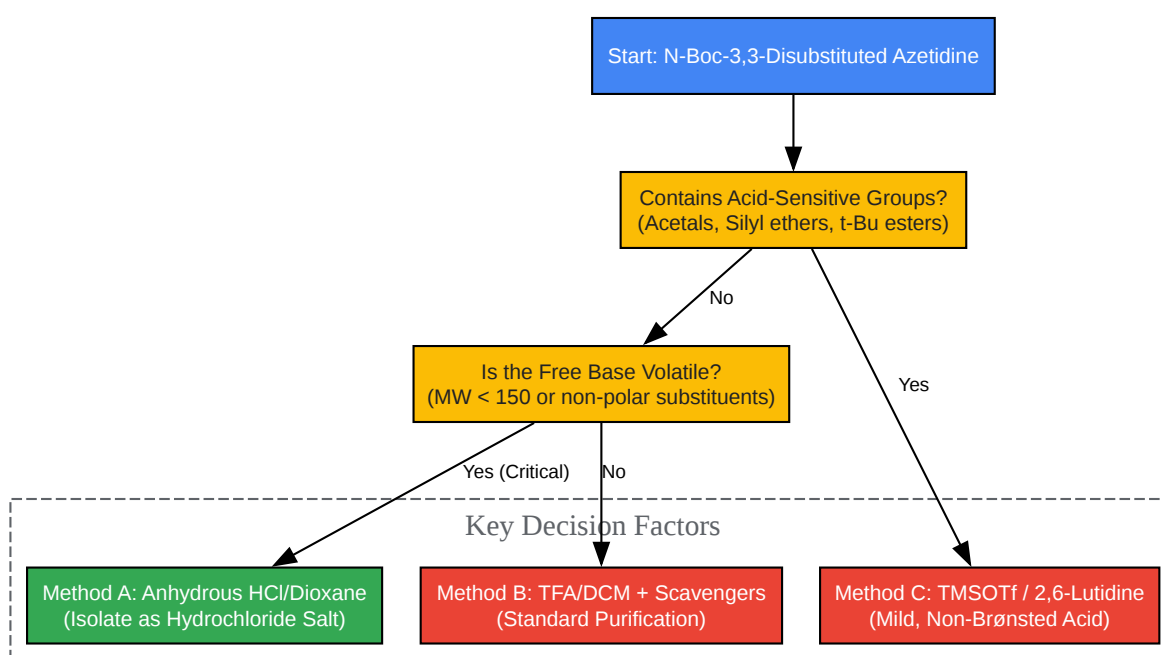 Start: N-Boc-3,3-Disubstituted Azetidine
Contains Acid-Sensitive Groups?
(Acetals, Silyl ethers, t-Bu esters)
No
Is the Free Base Volatile?
(MW < 150 or non-polar substituents)
Yes
Yes (Critical)
No
Key Decision Factors
Method A: Anhydrous HCl/Dioxane
(Isolate as Hydrochloride Salt)
Method B: TFA/DCM + Scavengers
(Standard Purification)
Method C: TMSOTf / 2,6-Lutidine
(Mild, Non-Brønsted Acid)